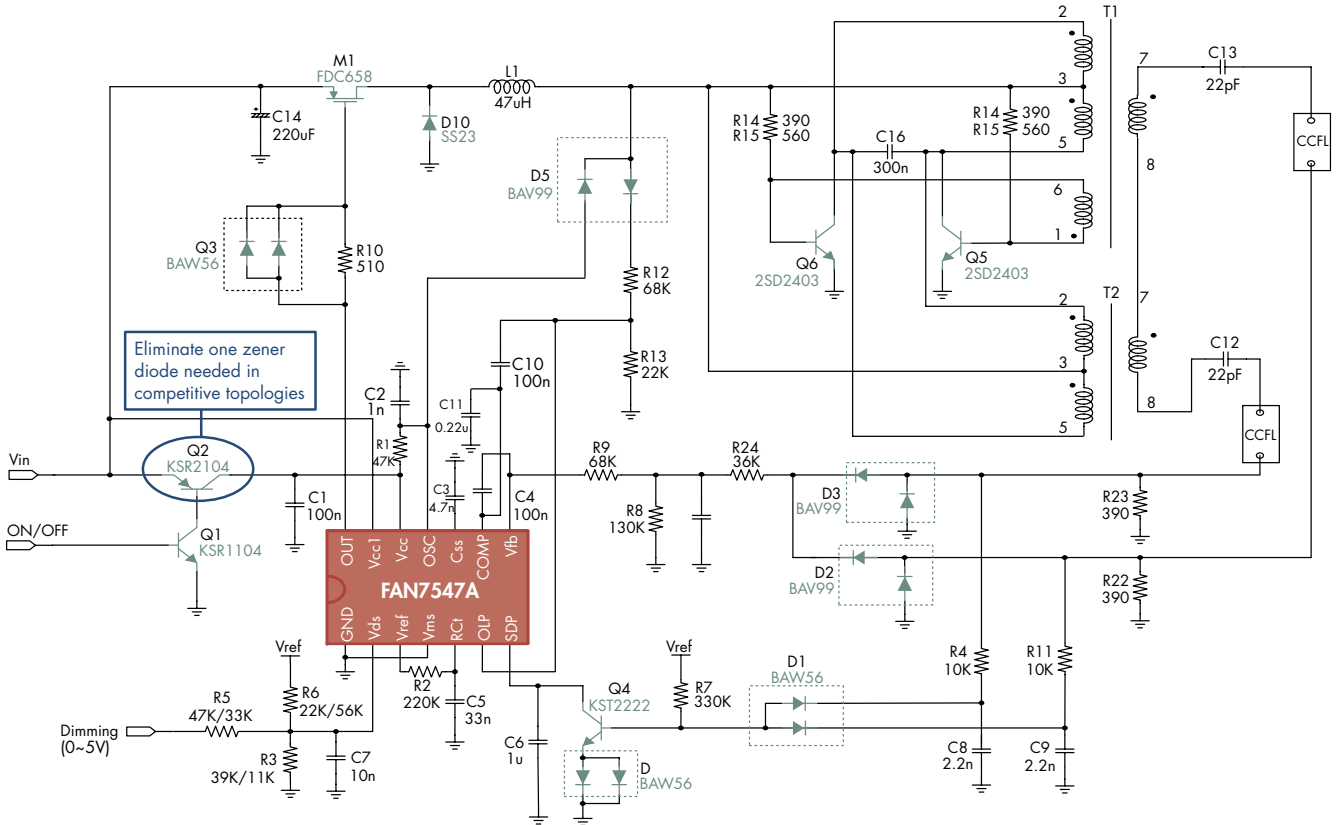 2
T1
M1
FDC658
L1
47uH
C14
220uF
D10
SS23
3
R14
R15
390
560
C16
300n
R14
R15
390
560
5
7
C13
22pF
CCFL
8
D5
BAV99
6
1
Q3
BAW56
R10
510
Q6
2SD2403
Q5
2SD2403
R12
68K
T2
2
7
Eliminate one zener
diode needed in
competitive topologies
C10
100n
R13
22K
C2
1n
C11
0.22u
3
C12
22pF
8
5
CCFL
R1
47K
Q2
KSR2104
Vin
R9
68K
R24
36K
C1
100n
C3
4.7n
C4
100n
R8
130K
D3
BAV99
R23
390
ON/OFF
Q1
KSR1104
OUT
Vcc1
Vcc
OSC
Css
COMP
Vfb
FAN7547A
D2
BAV99
R22
390
GND
Vds
Vref
Vms
RCt
OLP
SDP
Vref
R2
220K
C5
33n
Vref
R7
330K
D1
BAW56
R4
10K
R11
10K
R5
47K/33K
R6
22K/56K
Q4
KST2222
Dimming
(0~5V)
R3
39K/11K
C7
10n
C6
1u
D
BAW56
C8
2.2n
C9
2.2n